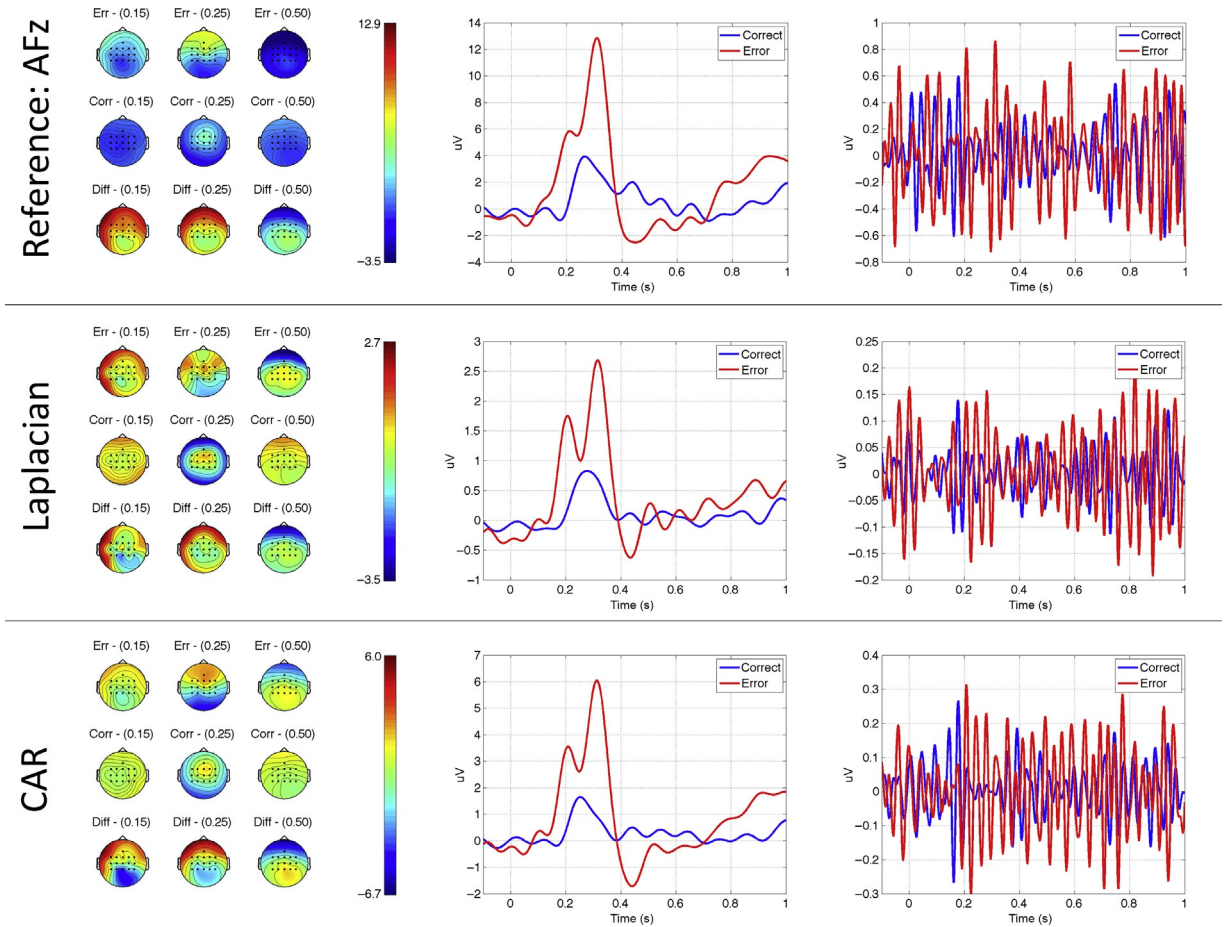 Reference: AFz
Err - (0.15) Err - (0.25) Err - (0.50)
Corr - (0.15) Corr - (0.25) Corr - (0.50)
Diff - (0.15) Diff - (0.25) Diff - (0.50)
12.9
−3.5
uV
14
12
10
8
6
4
2
0
−2
−4
0 0.2 0.4 0.6 0.8 1
Time (s)
Correct
Error
uV
1
0.8
0.6
0.4
0.2
0
−0.2
−0.4
−0.6
−0.8
0 0.2 0.4 0.6 0.8 1
Time (s)
Correct
Error
Laplacian
Err - (0.15) Err - (0.25) Err - (0.50)
Corr - (0.15) Corr - (0.25) Corr - (0.50)
Diff - (0.15) Diff - (0.25) Diff - (0.50)
2.7
−3.5
uV
3
2.5
2
1.5
1
0.5
0
−0.5
−1
0 0.2 0.4 0.6 0.8 1
Time (s)
Correct
Error
uV
0.25
0.2
0.15
0.1
0.05
0
−0.05
−0.1
−0.15
−0.2
0 0.2 0.4 0.6 0.8 1
Time (s)
Correct
Error
CAR
Err - (0.15) Err - (0.25) Err - (0.50)
Corr - (0.15) Corr - (0.25) Corr - (0.50)
Diff - (0.15) Diff - (0.25) Diff - (0.50)
6.0
−6.7
uV
7
6
5
4
3
2
1
0
−1
−2
0 0.2 0.4 0.6 0.8 1
Time (s)
Correct
Error
uV
0.4
0.3
0.2
0.1
0
−0.1
−0.2
−0.3
0 0.2 0.4 0.6 0.8 1
Time (s)
Correct
Error